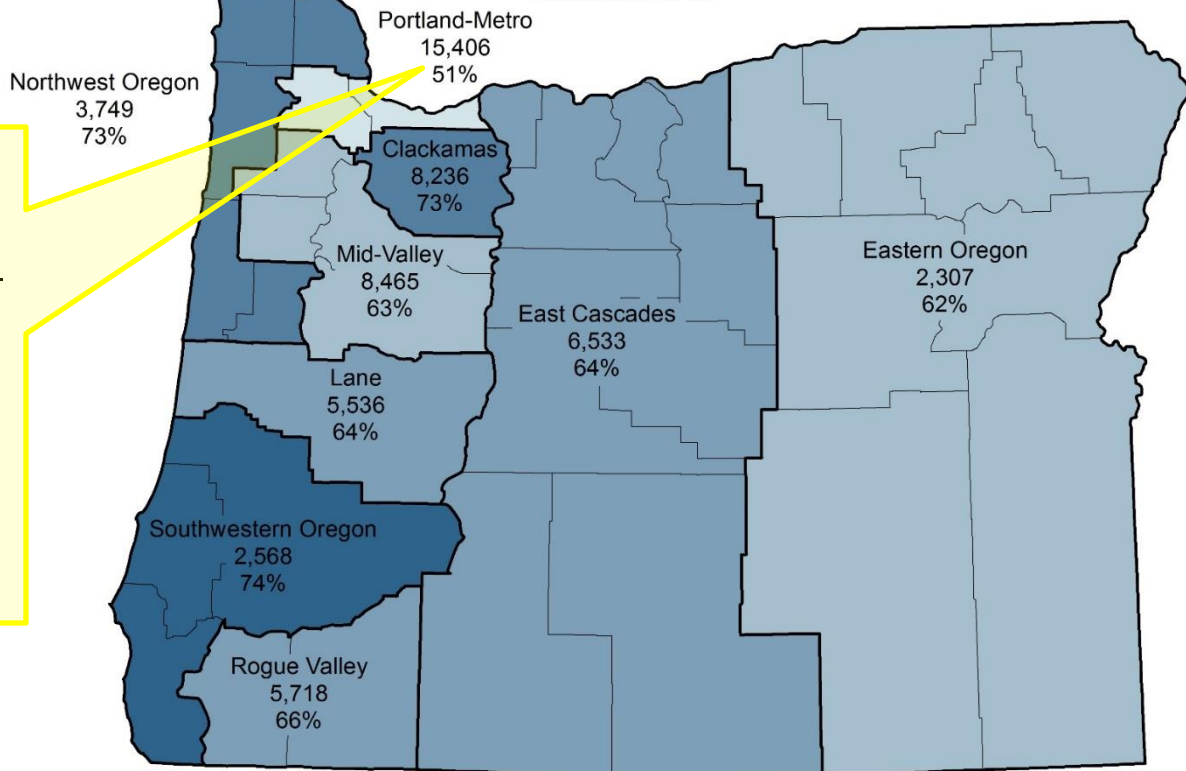 Portland-Metro
15,406
51%
Northwest Oregon
3,749
73%
Clackamas
8,236
73%
Mid-Valley
8,465
63%
Eastern Oregon
2,307
62%
East Cascades
6,533
64%
Lane
5,536
64%
Southwestern Oregon
2,568
74%
Rogue Valley
5,718
66%